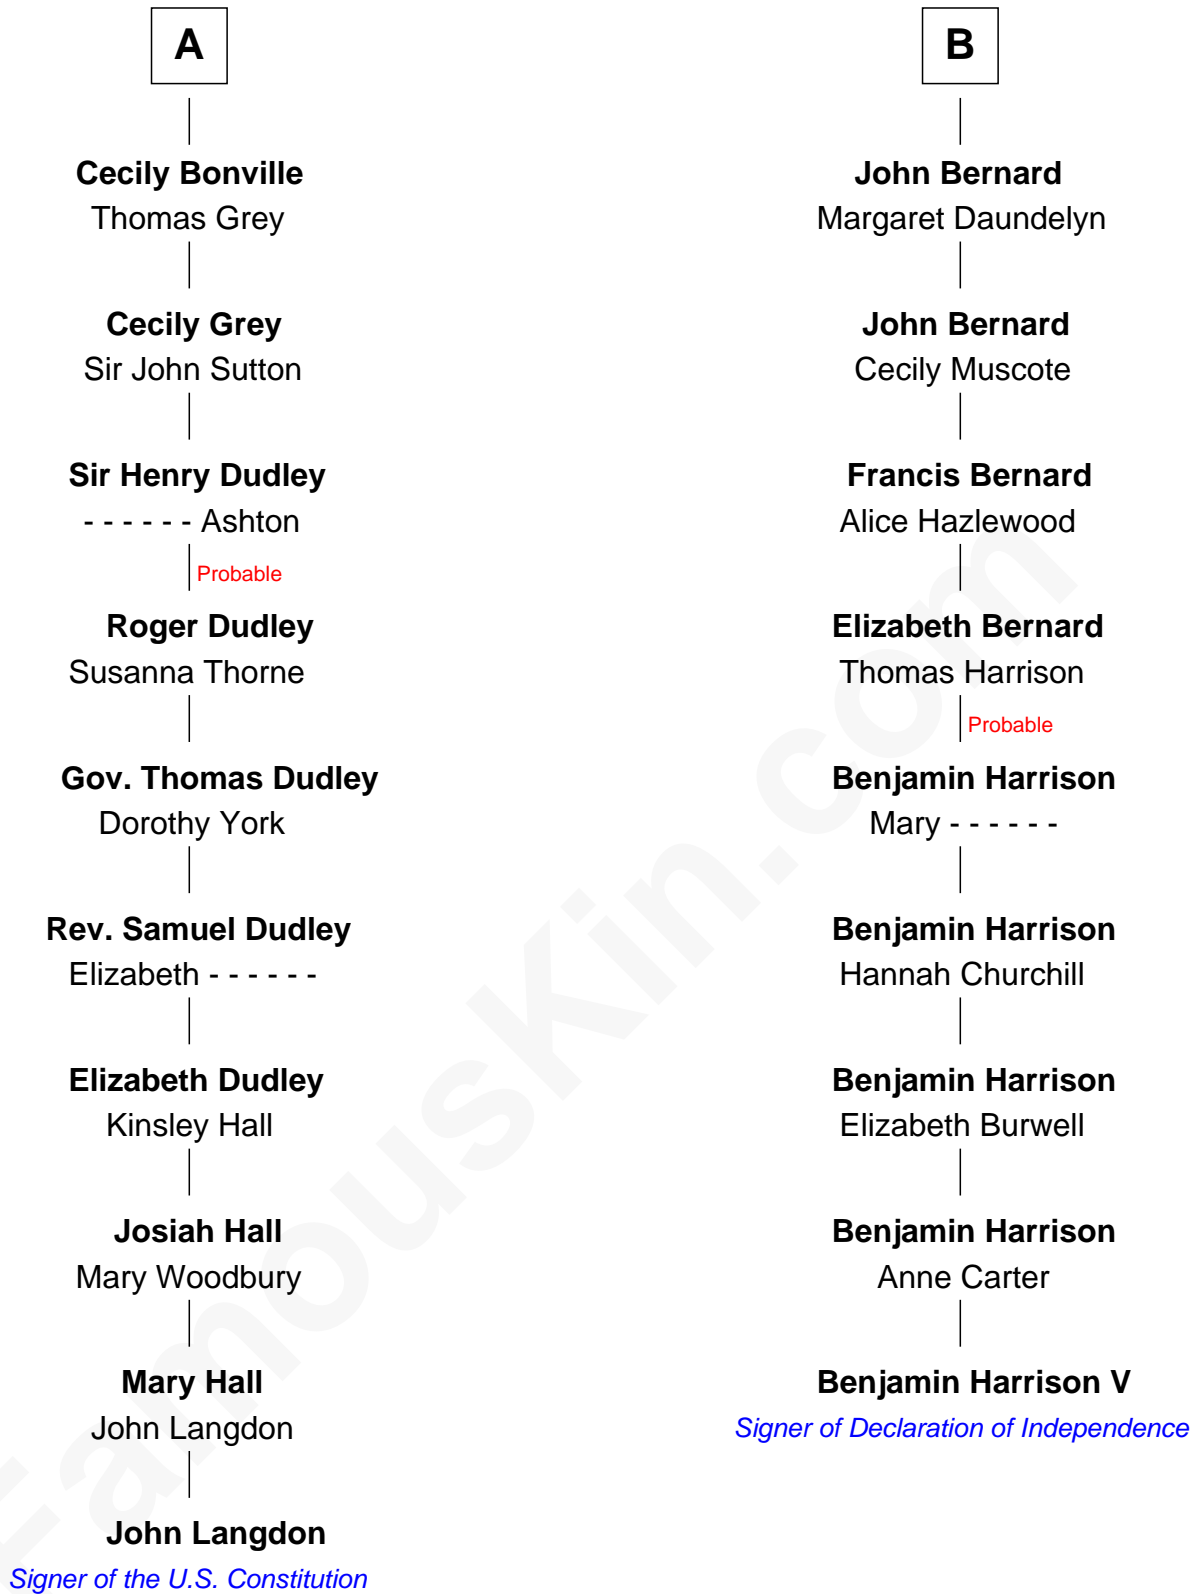 A
Cecily Bonville
Thomas Grey
Cecily Grey
Sir John Sutton
Sir Henry Dudley
- - - - - - Ashton
Probable
Roger Dudley
Susanna Thorne
Gov. Thomas Dudley
Dorothy York
Rev. Samuel Dudley
Elizabeth - - - - - -
Elizabeth Dudley
Kinsley Hall
Josiah Hall
Mary Woodbury
Mary Hall
John Langdon
John Langdon
Signer of the U.S. Constitution
B
John Bernard
Margaret Daundelyn
John Bernard
Cecily Muscote
Francis Bernard
Alice Hazlewood
Elizabeth Bernard
Thomas Harrison
Probable
Benjamin Harrison
Mary - - - - - -
Benjamin Harrison
Hannah Churchill
Benjamin Harrison
Elizabeth Burwell
Benjamin Harrison
Anne Carter
Benjamin Harrison V
Signer of Declaration of Independence
FamousKin.com